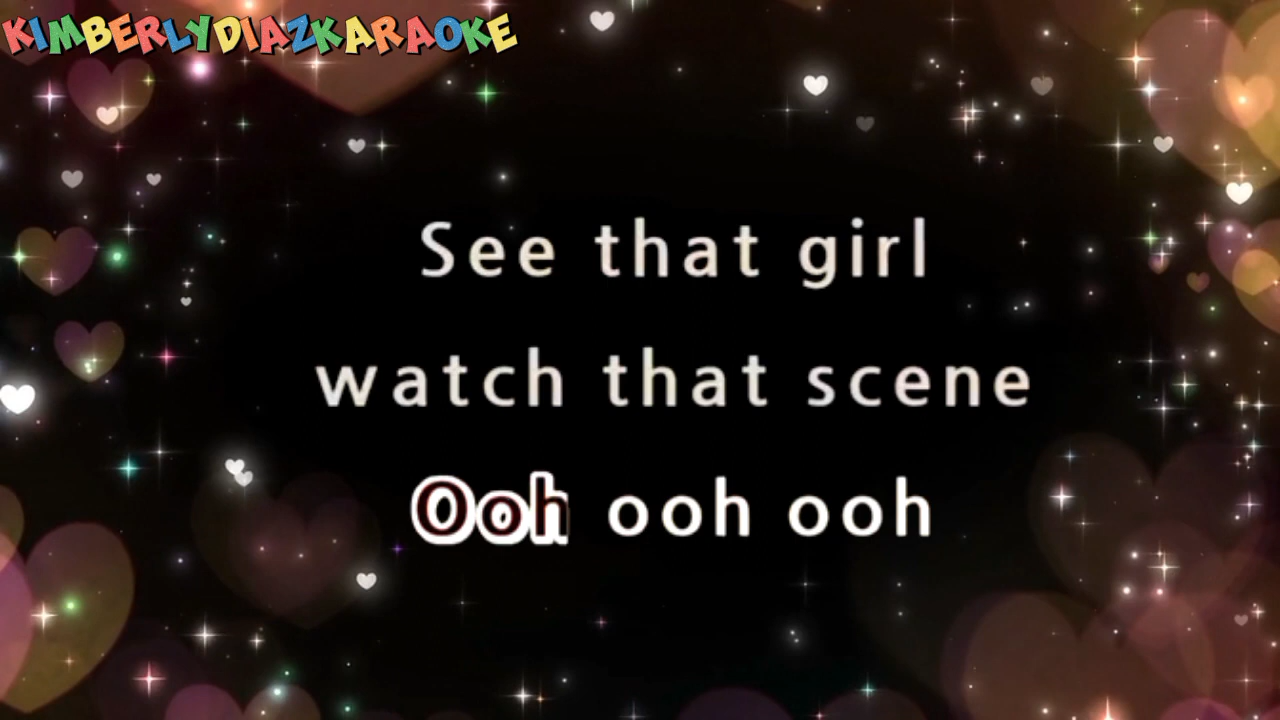 KIMBERLYDIAZKARAOKE
See that girl
watch that scene
Ooh ooh ooh